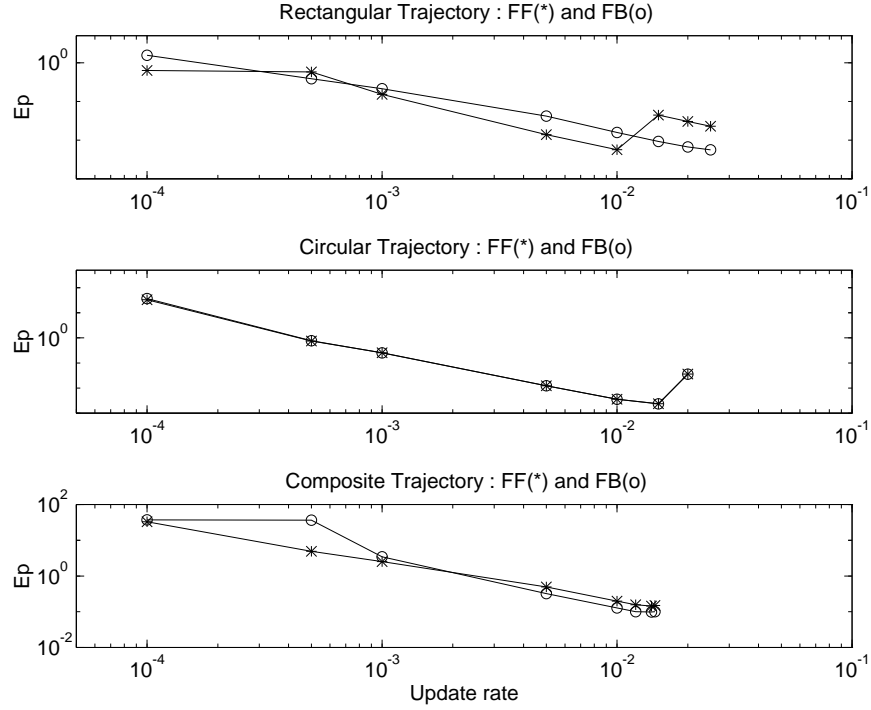 Rectangular Trajectory : FF(*) and FB(o)
10^0
Ep
10^-4
10^-3
10^-2
10^-1
Circular Trajectory : FF(*) and FB(o)
10^0
Ep
10^-4
10^-3
10^-2
10^-1
Composite Trajectory : FF(*) and FB(o)
10^2
10^0
10^-2
Ep
10^-4
10^-3
10^-2
10^-1
Update rate